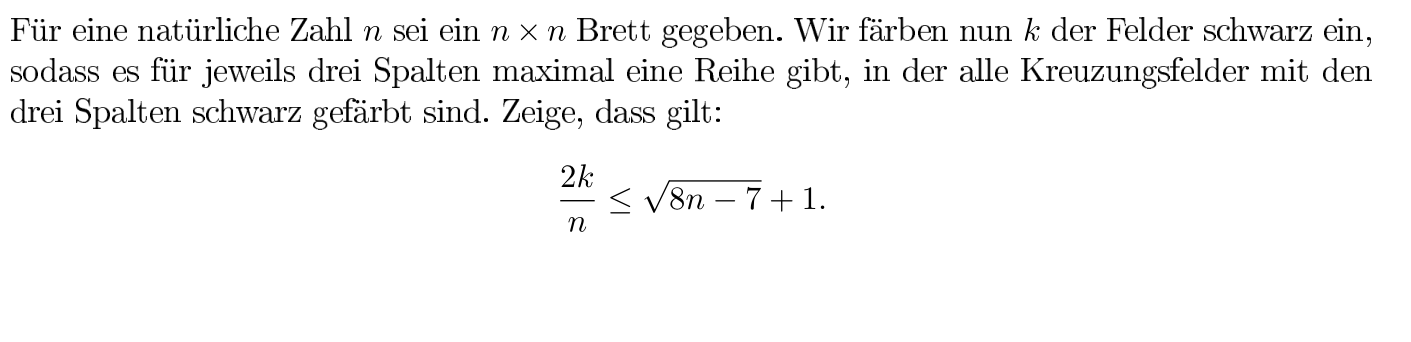 Für eine natürliche Zahl n sei ein n × n Brett gegeben. Wir färben nun k der Felder schwarz ein,
sodass es für jeweils drei Spalten maximal eine Reihe gibt, in der alle Kreuzungsfelder mit den
drei Spalten schwarz gefärbt sind. Zeige, dass gilt:
2k/n ≤ √(8n − 7) + 1.